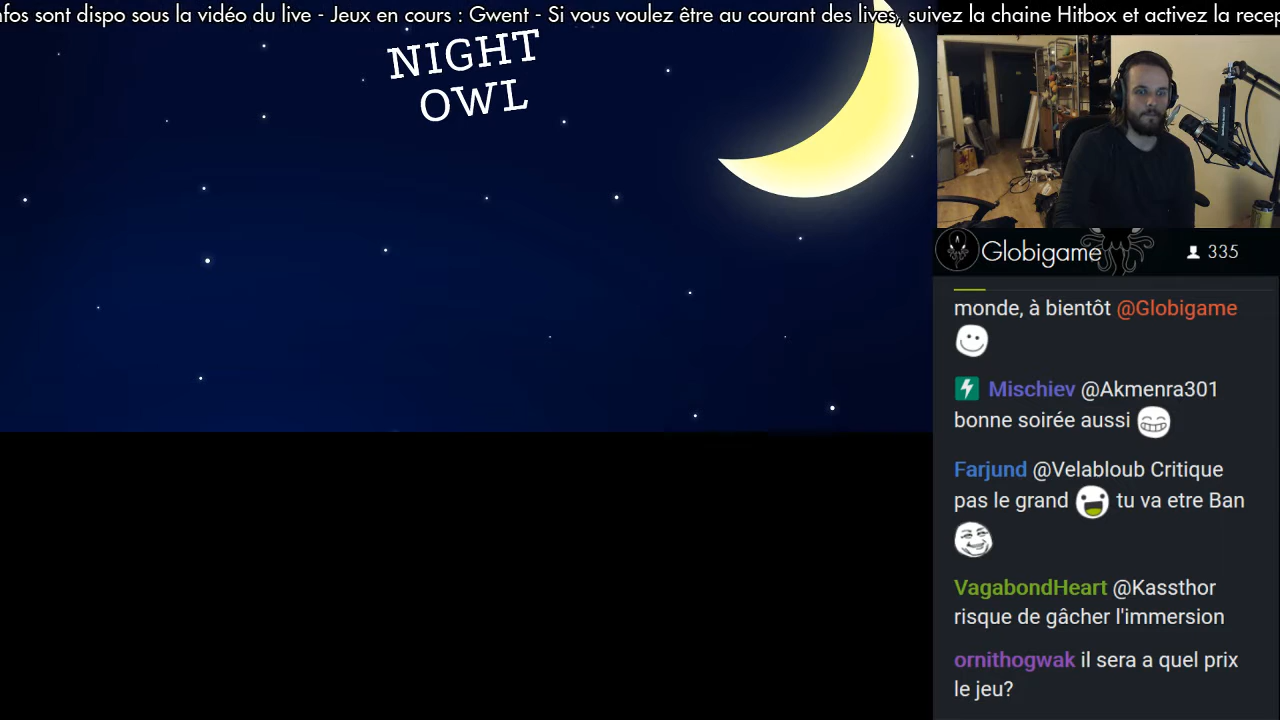 nfos sont dispo sous la vidéo du live - Jeux en cours : Gwent - Si vous voulez être au courant des lives, suivez la chaine Hitbox et activez la recep
NIGHT
OWL
Globigame
335
monde, à bientôt @Globigame
Mischiev @Akmenra301
bonne soirée aussi
Farjund @Velabloub Critique
pas le grand tu va etre Ban
VagabondHeart @Kassthor
risque de gâcher l'immersion
ornithogwak il sera a quel prix
le jeu?